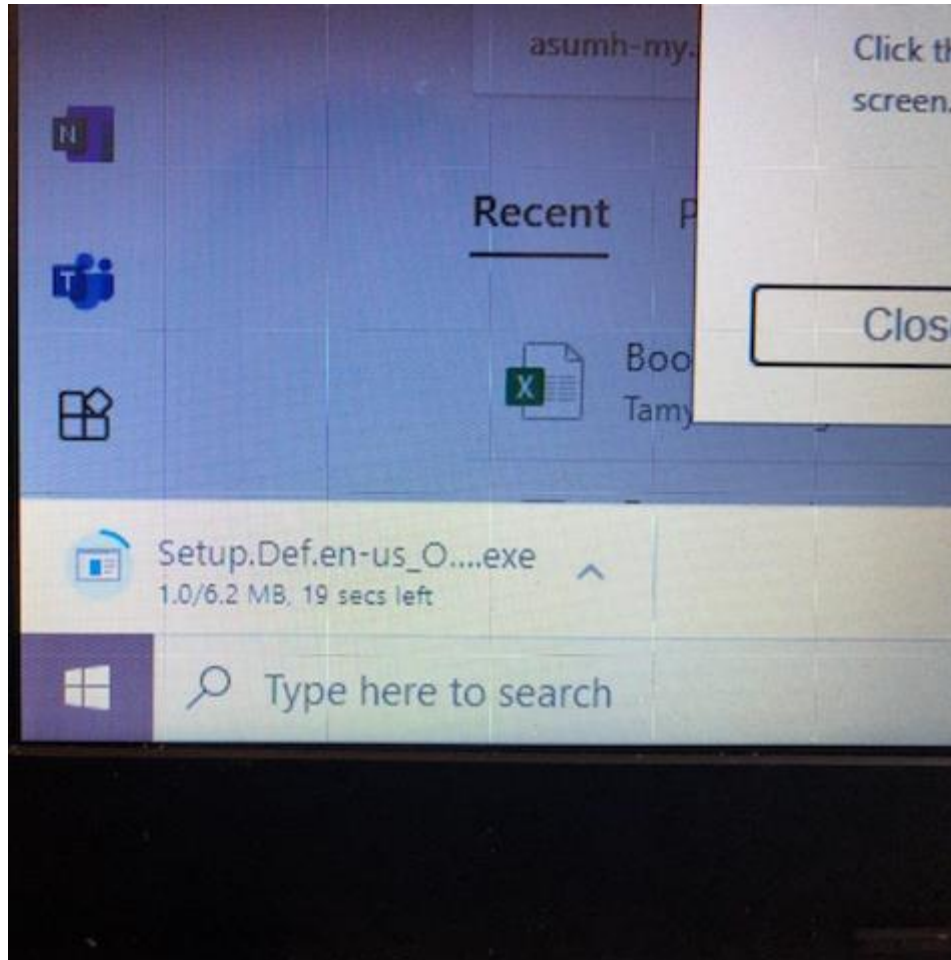 asumh-my.
Click th
screen.
N
Recent P
T
Clos
X
Boo
Tamy
Setup.Def.en-us_O....exe
1.0/6.2 MB, 19 secs left
Type here to search